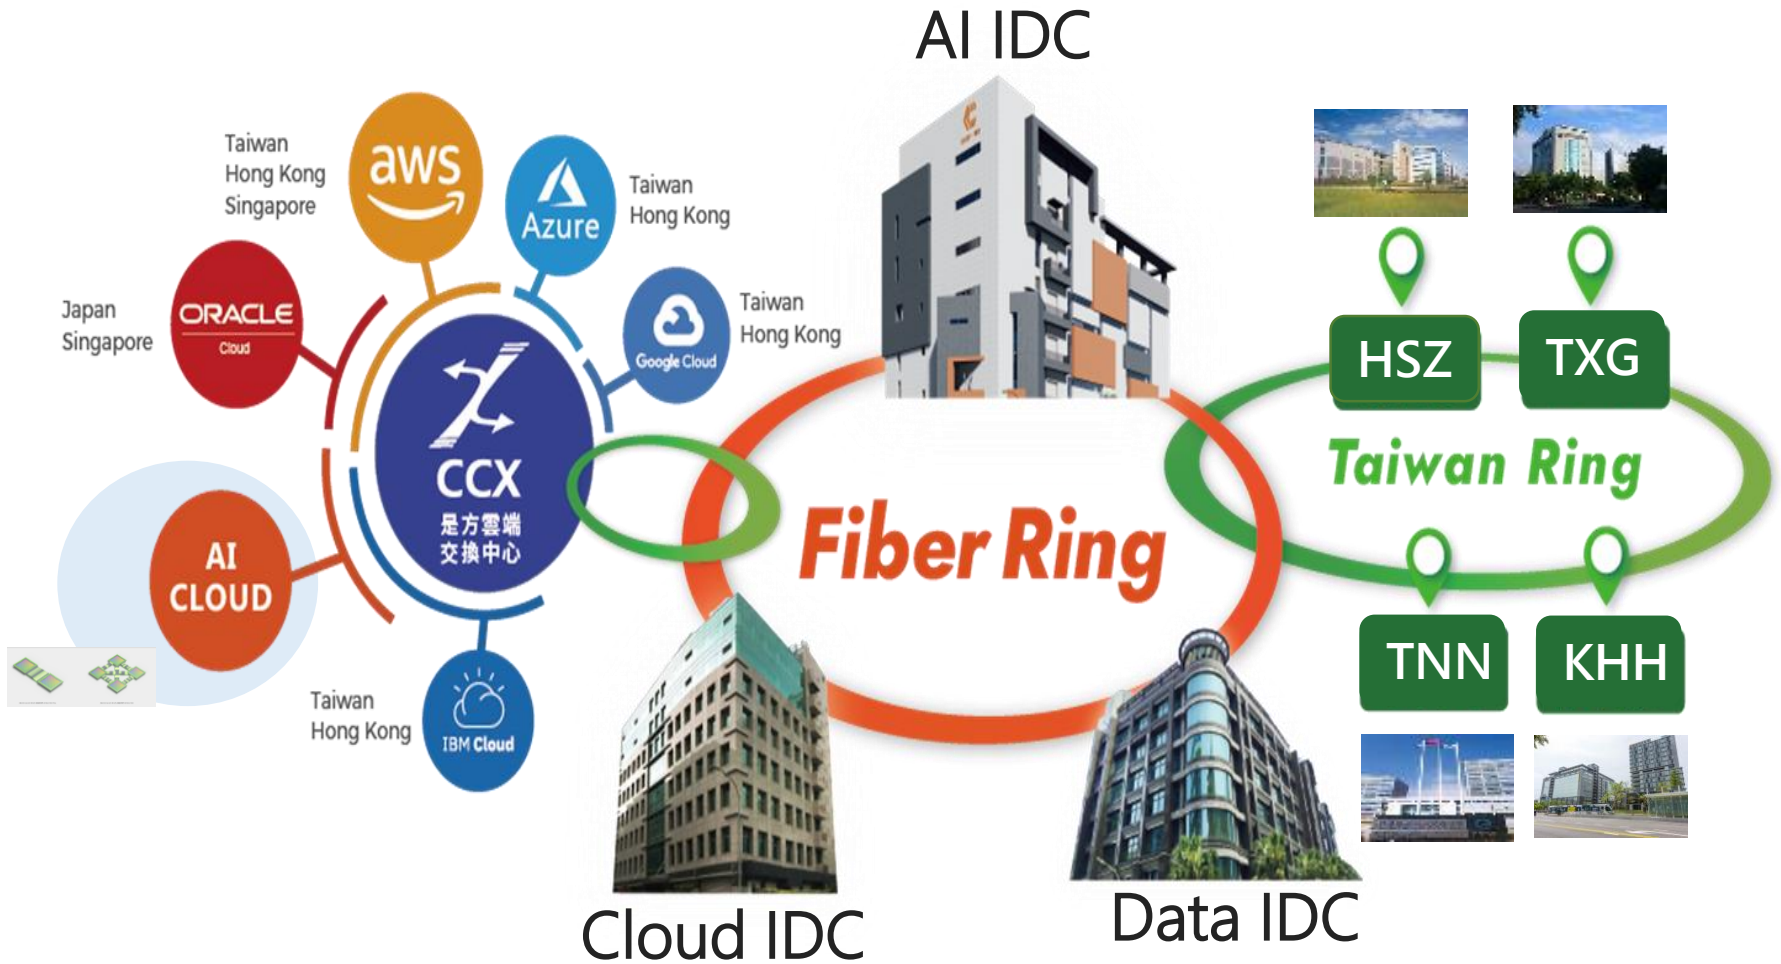 AI IDC
Taiwan
Hong Kong
Singapore
aws
Azure
Taiwan
Hong Kong
Japan
Singapore
ORACLE
Cloud
Google Cloud
Taiwan
Hong Kong
CCX
是方雲端
交換中心
AI
CLOUD
Taiwan
Hong Kong
IBM Cloud
Fiber Ring
HSZ
TXG
Taiwan Ring
TNN
KHH
Cloud IDC
Data IDC